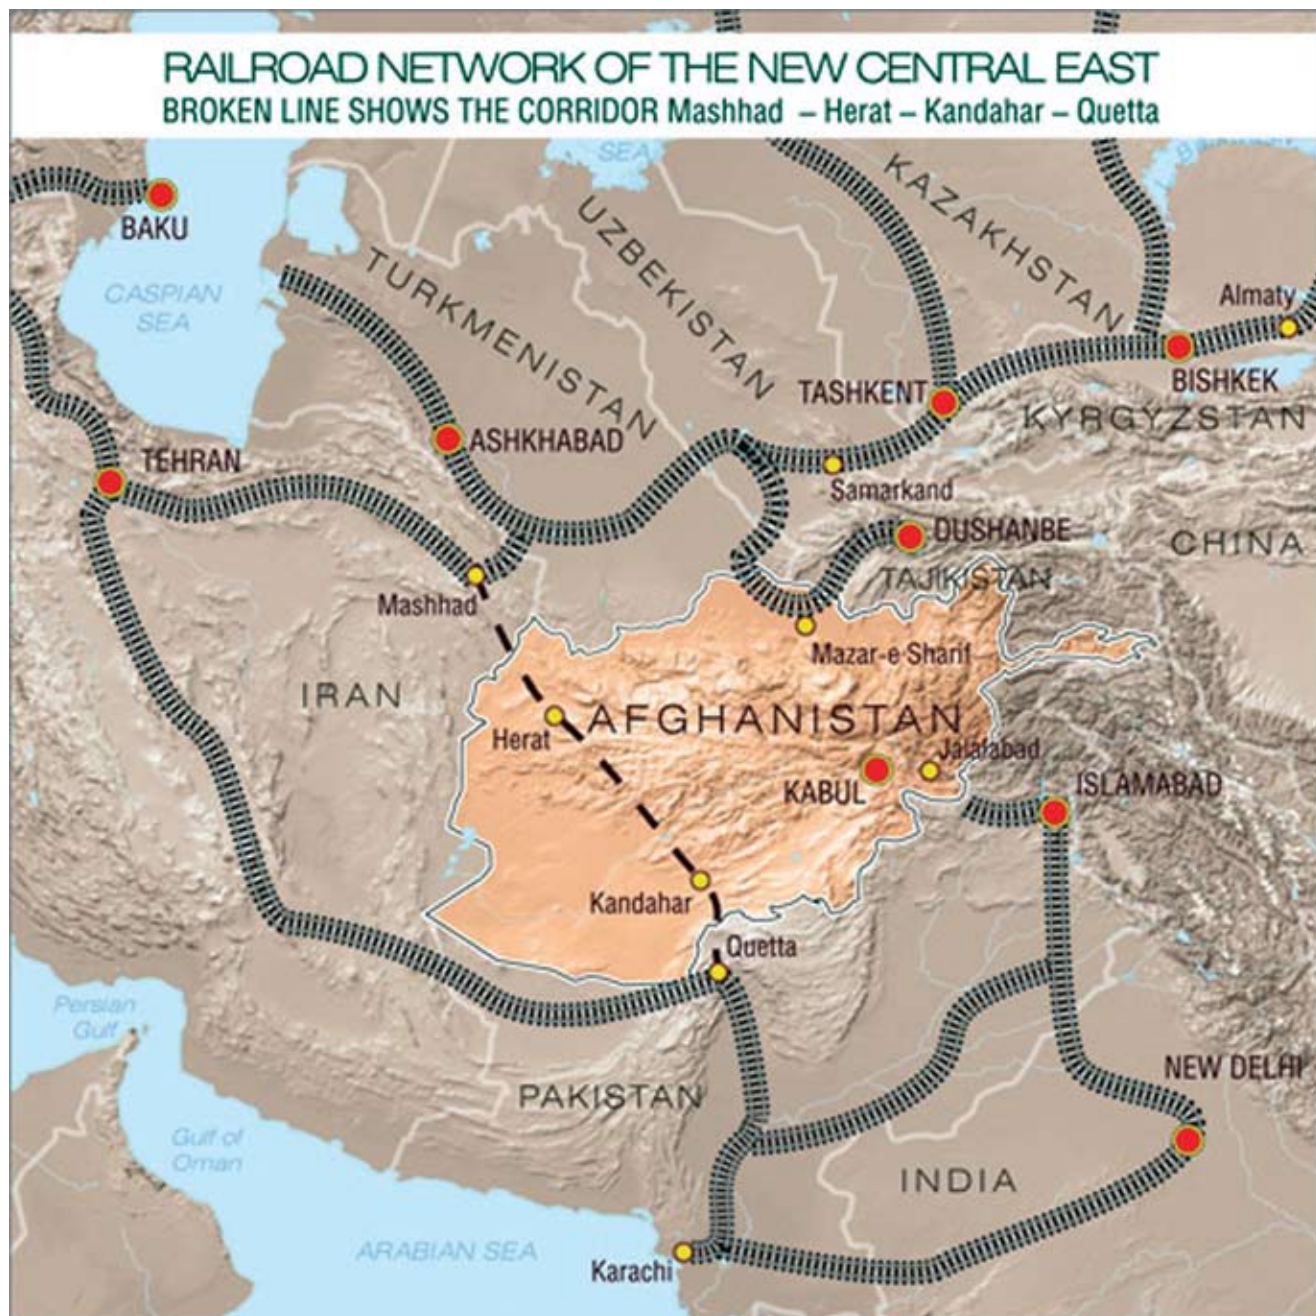 RAILROAD NETWORK OF THE NEW CENTRAL EAST
BROKEN LINE SHOWS THE CORRIDOR Mashhad – Herat – Kandahar – Quetta
SEA
KAZAKHSTAN
BAKU
UZBEKISTAN
CASPIAN
SEA
TURKMENISTAN
Almaty
BISHKEK
TASHKENT
KYRGYZSTAN
ASHKHABAD
TEHRAN
Samarkand
DUSHANBE
CHINA
TAJIKISTAN
Mashhad
Mazar-e Sharif
IRAN
AFGHANISTAN
Herat
Jalalabad
KABUL
ISLAMABAD
Kandahar
Quetta
Persian
Gulf
NEW DELHI
PAKISTAN
Gulf of
Oman
INDIA
ARABIAN SEA
Karachi